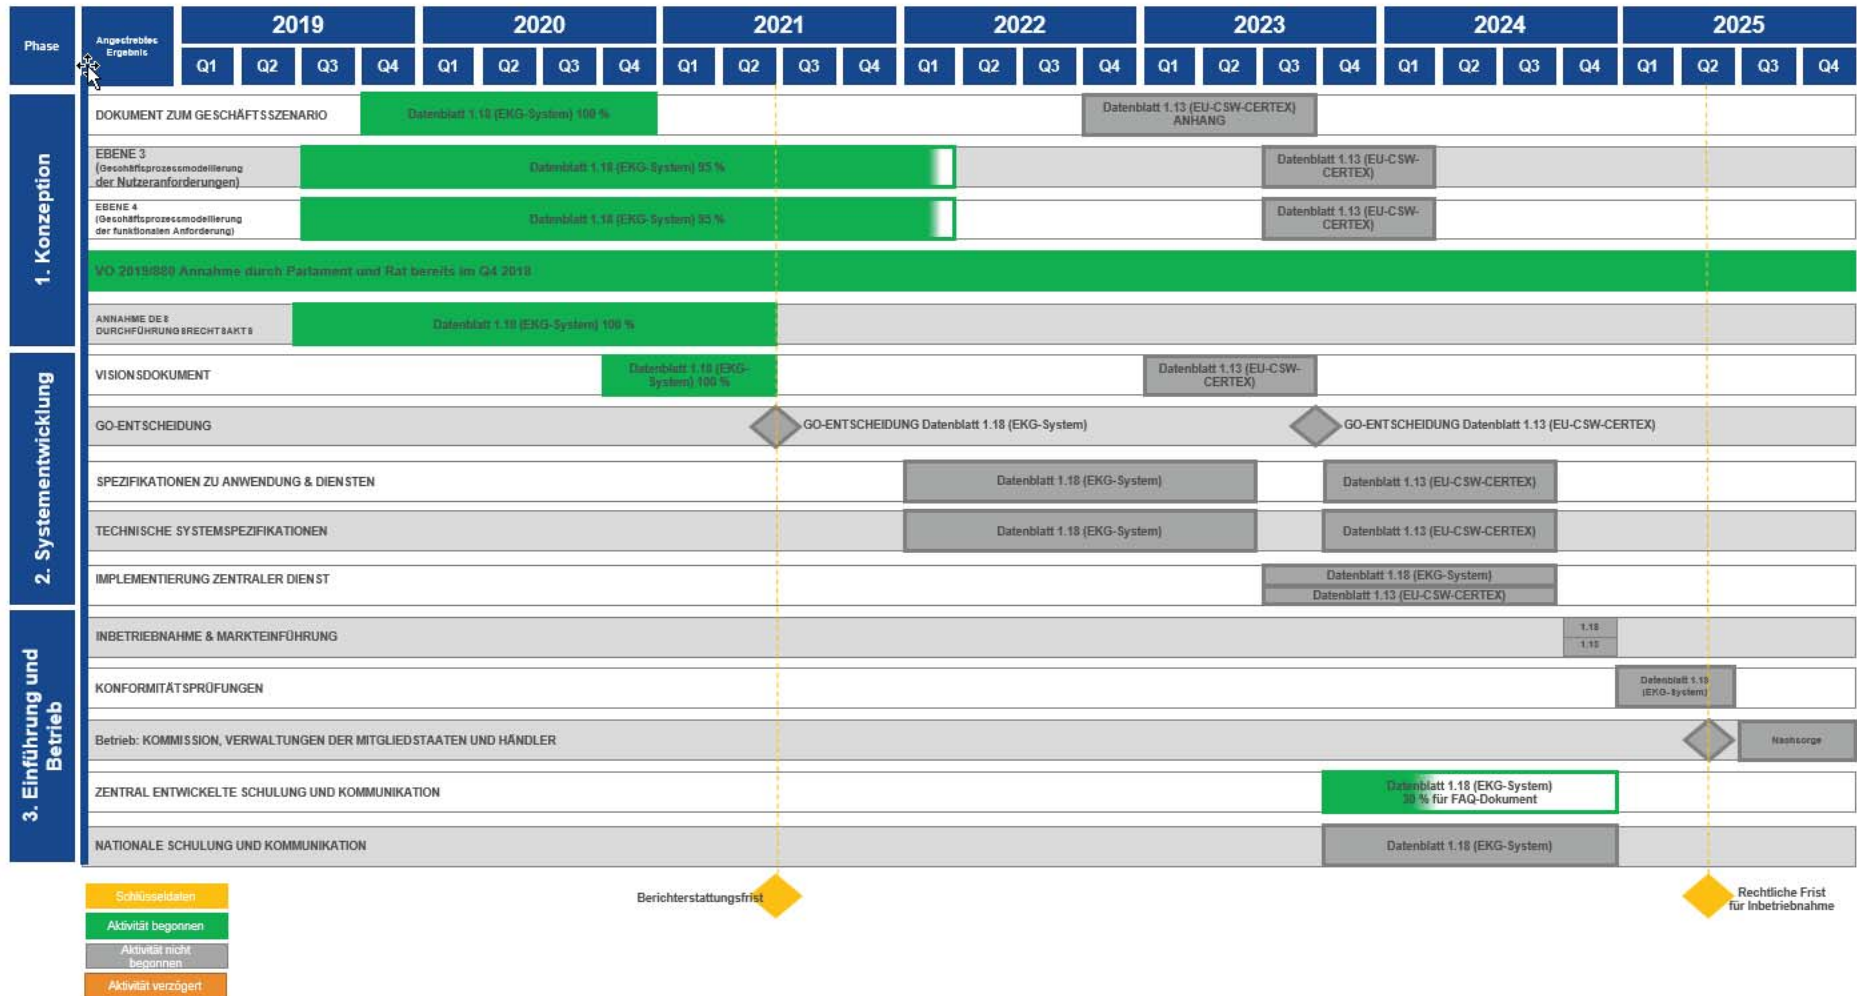 Phase
Angestrebtes
Ergebnis
2019
2020
2021
2022
2023
2024
2025
Q1 Q2 Q3 Q4 Q1 Q2 Q3 Q4 Q1 Q2 Q3 Q4 Q1 Q2 Q3 Q4 Q1 Q2 Q3 Q4 Q1 Q2 Q3 Q4 Q1 Q2 Q3 Q4
1. Konzeption
DOKUMENT ZUM GESCHÄFTSSZENARIO
Datenblatt 1.18 (EKG-System) 100 %
Datenblatt 1.13 (EU-CSW-CERTEX)
ANHANG
EBENE 3
(Geschäftsprozessmodellierung
der Nutzeranforderungen)
Datenblatt 1.18 (EKG-System) 95 %
Datenblatt 1.13 (EU-CSW-
CERTEX)
EBENE 4
(Geschäftsprozessmodellierung
der funktionalen Anforderung)
Datenblatt 1.18 (EKG-System) 95 %
Datenblatt 1.13 (EU-CSW-
CERTEX)
VO 2019/880 Annahme durch Parlament und Rat bereits im Q4 2018
ANNAHME DES
DURCHFÜHRUNGSRECHTSAKTS
Datenblatt 1.18 (EKG-System) 100 %
2. Systementwicklung
VISIONSDOKUMENT
Datenblatt 1.18 (EKG-
System) 100 %
Datenblatt 1.13 (EU-CSW-
CERTEX)
GO-ENTSCHEIDUNG
GO-ENTSCHEIDUNG Datenblatt 1.18 (EKG-System)
GO-ENTSCHEIDUNG Datenblatt 1.13 (EU-CSW-CERTEX)
SPEZIFIKATIONEN ZU ANWENDUNG & DIENSTEN
Datenblatt 1.18 (EKG-System)
Datenblatt 1.13 (EU-CSW-CERTEX)
TECHNISCHE SYSTEMSPEZIFIKATIONEN
Datenblatt 1.18 (EKG-System)
Datenblatt 1.13 (EU-CSW-CERTEX)
IMPLEMENTIERUNG ZENTRALER DIENST
Datenblatt 1.18 (EKG-System)
Datenblatt 1.13 (EU-CSW-CERTEX)
3. Einführung und
Betrieb
INBETRIEBNAHME & MARKTEINFÜHRUNG
1.18
1.13
KONFORMITÄTSPRÜFUNGEN
Datenblatt 1.18
(EKG-System)
Betrieb: KOMMISSION, VERWALTUNGEN DER MITGLIEDSTAATEN UND HÄNDLER
Nachsorge
ZENTRAL ENTWICKELTE SCHULUNG UND KOMMUNIKATION
Datenblatt 1.18 (EKG-System)
30 % für FAQ-Dokument
NATIONALE SCHULUNG UND KOMMUNIKATION
Datenblatt 1.18 (EKG-System)
Berichterstattungsfrist
Rechtliche Frist
für Inbetriebnahme
Schlüsseldaten
Aktivität begonnen
Aktivität nicht
begonnen
Aktivität verzögert